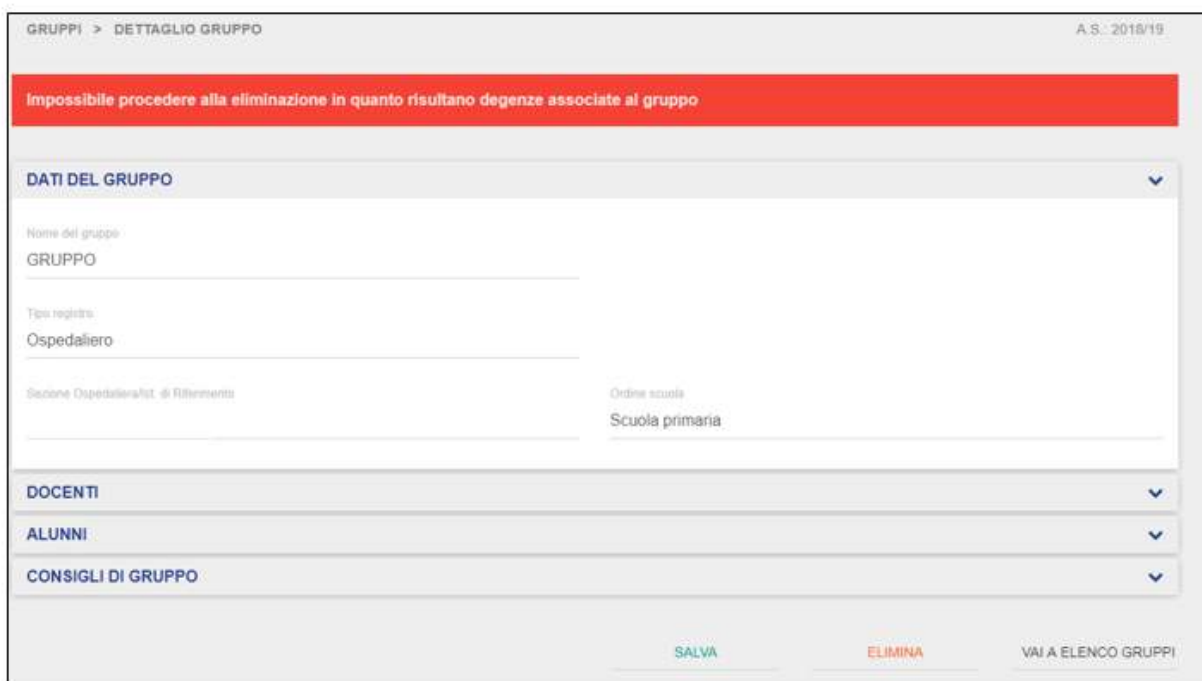 GRUPPI > DETTAGLIO GRUPPO
A.S.: 2018/19
Impossibile procedere alla eliminazione in quanto risultano degenze associate al gruppo
DATI DEL GRUPPO
Nome del gruppo
GRUPPO
Tipo registro
Ospedaliero
Sezione Ospedaliera/Ist. di Riferimento
Ordine scuola
Scuola primaria
DOCENTI
ALUNNI
CONSIGLI DI GRUPPO
SALVA
ELIMINA
VAI A ELENCO GRUPPI